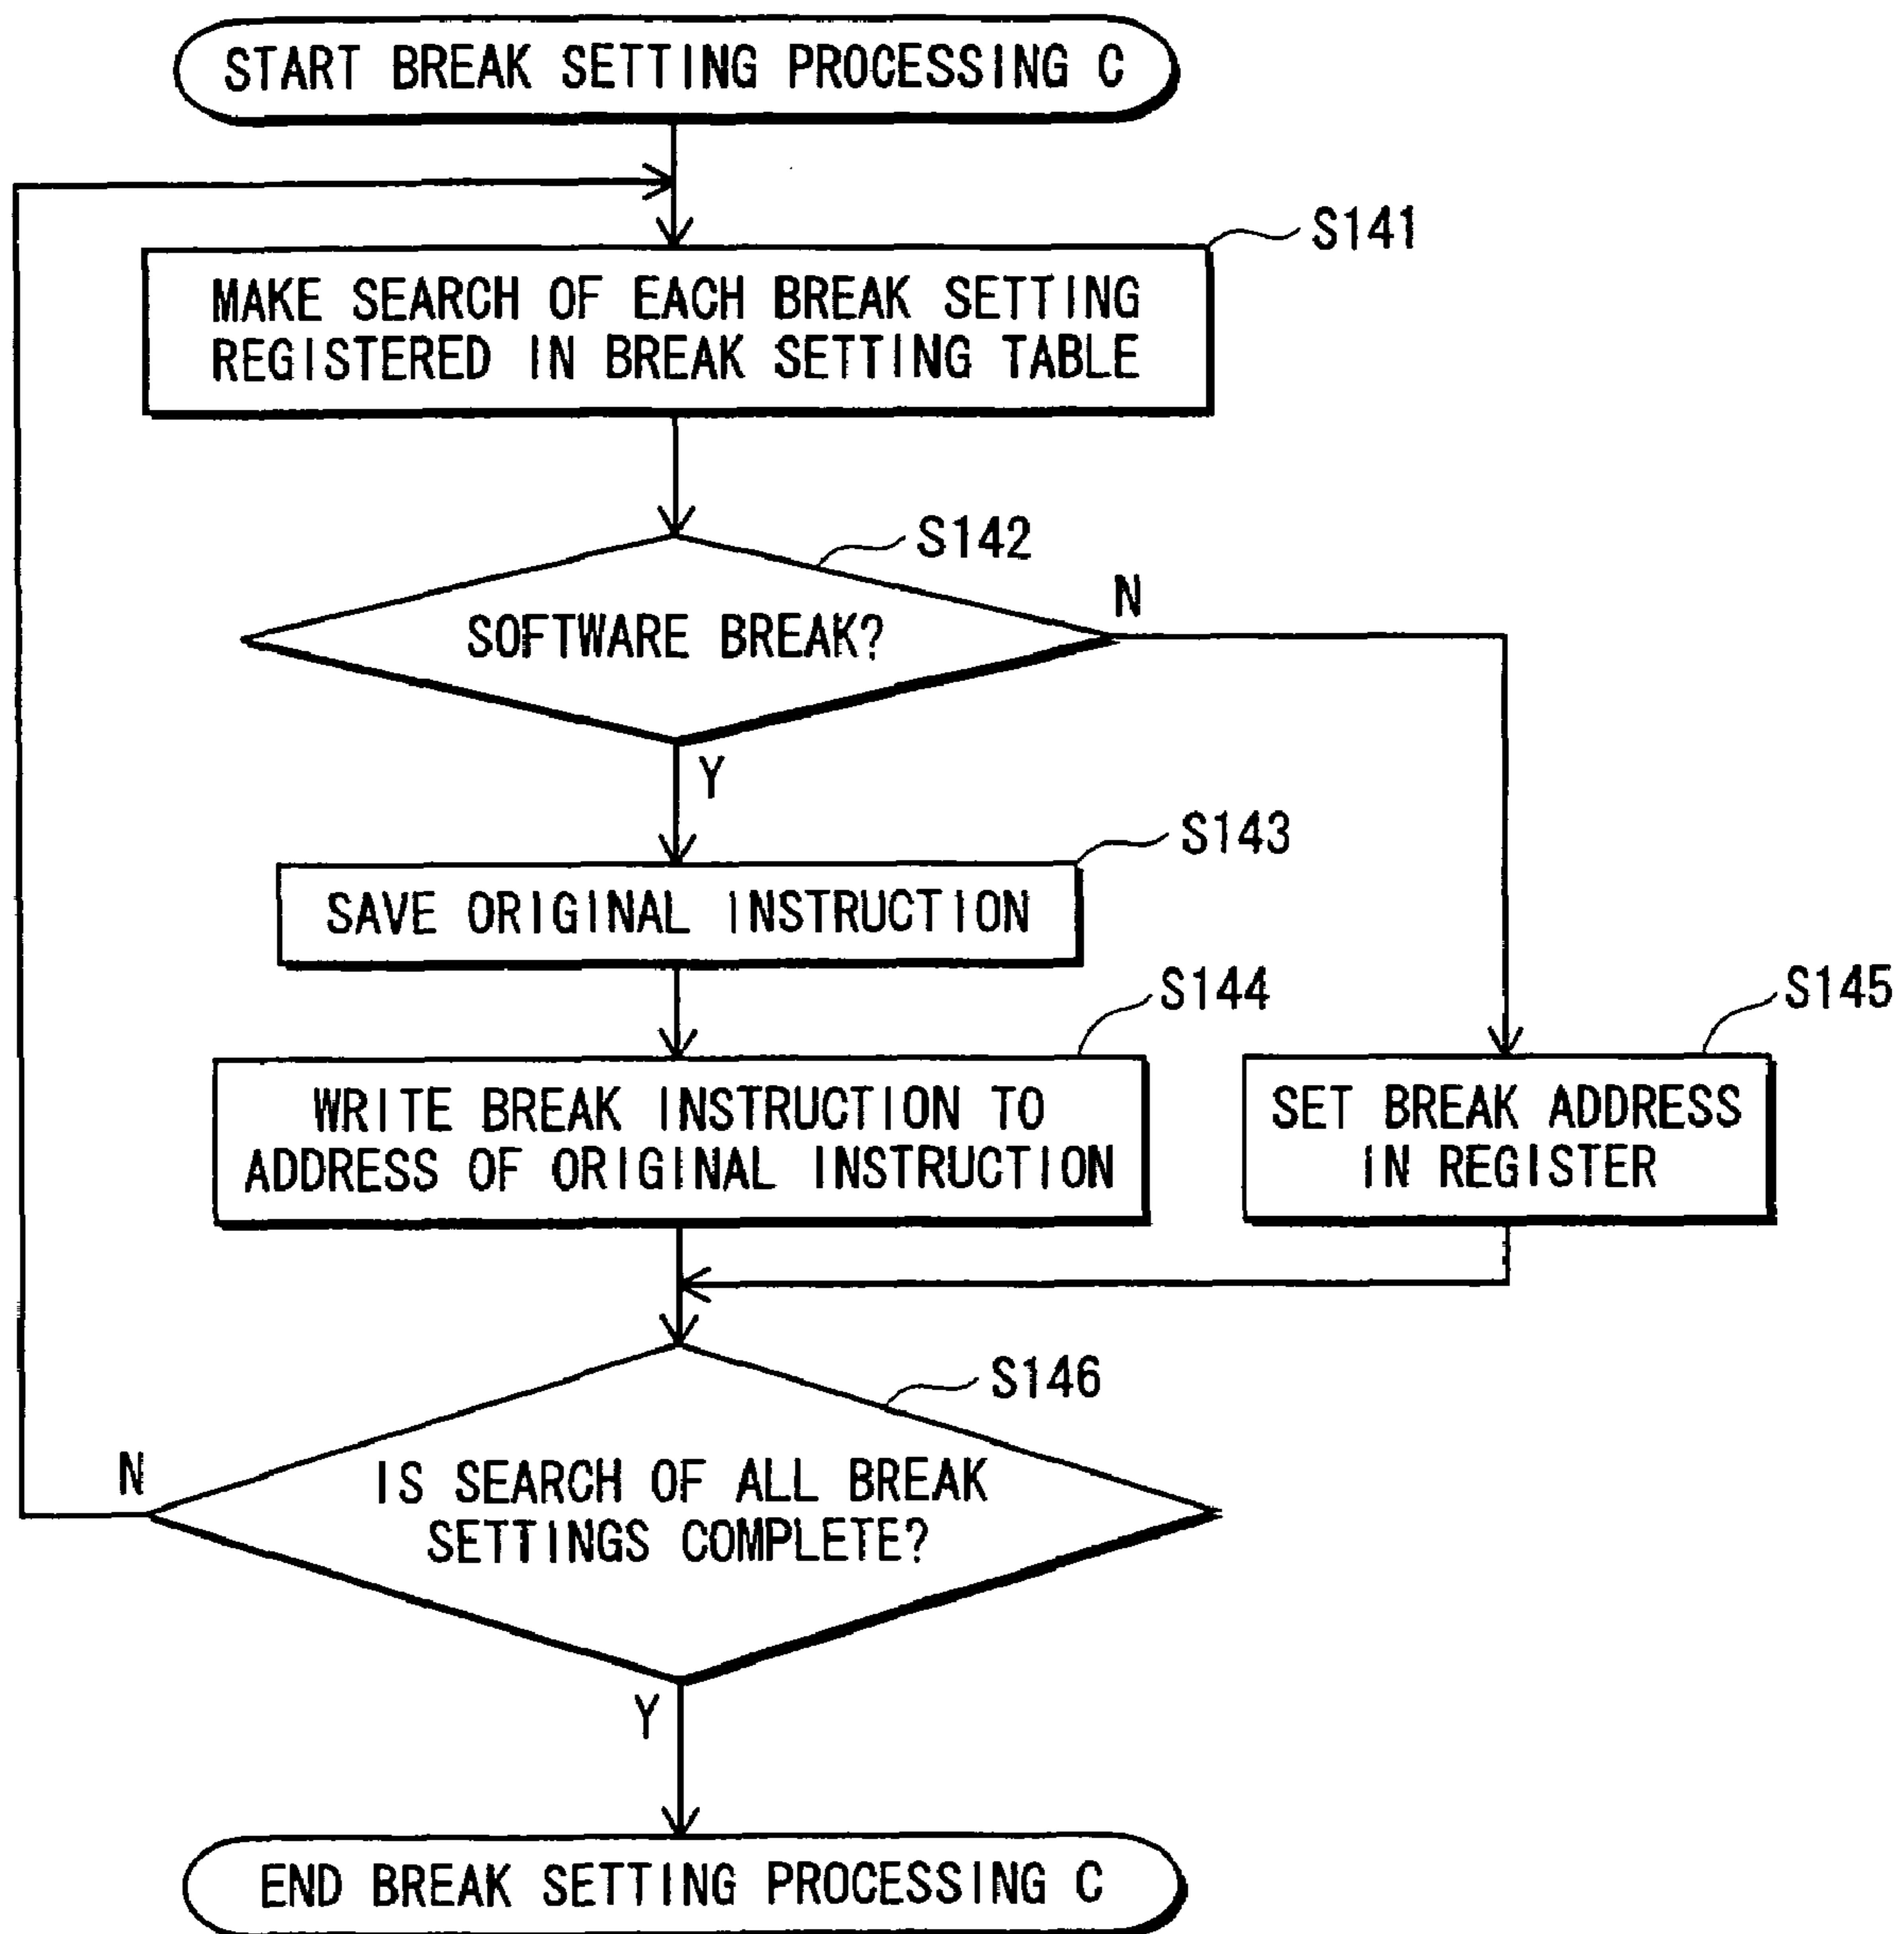 START BREAK SETTING PROCESSING C
S141
MAKE SEARCH OF EACH BREAK SETTING
REGISTERED IN BREAK SETTING TABLE
S142
SOFTWARE BREAK?
N
Y
S143
SAVE ORIGINAL INSTRUCTION
S144
WRITE BREAK INSTRUCTION TO
ADDRESS OF ORIGINAL INSTRUCTION
S145
SET BREAK ADDRESS
IN REGISTER
S146
IS SEARCH OF ALL BREAK
SETTINGS COMPLETE?
N
Y
END BREAK SETTING PROCESSING C